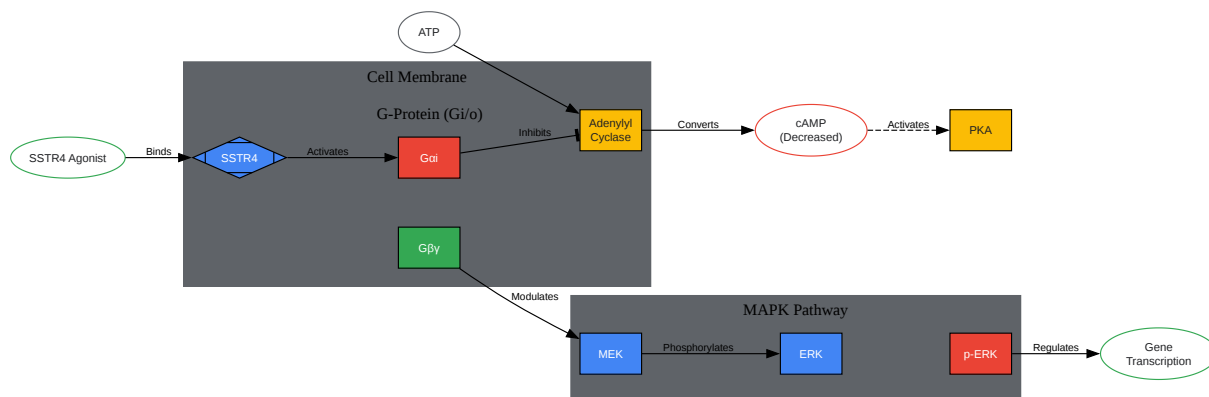 ATP
Cell Membrane
G-Protein (Gi/o)
SSTR4 Agonist
Binds
SSTR4
Activates
Gαi
Inhibits
Adenylyl
Cyclase
Converts
cAMP
(Decreased)
Activates
PKA
Gβγ
Modulates
MAPK Pathway
MEK
Phosphorylates
ERK
p-ERK
Regulates
Gene
Transcription